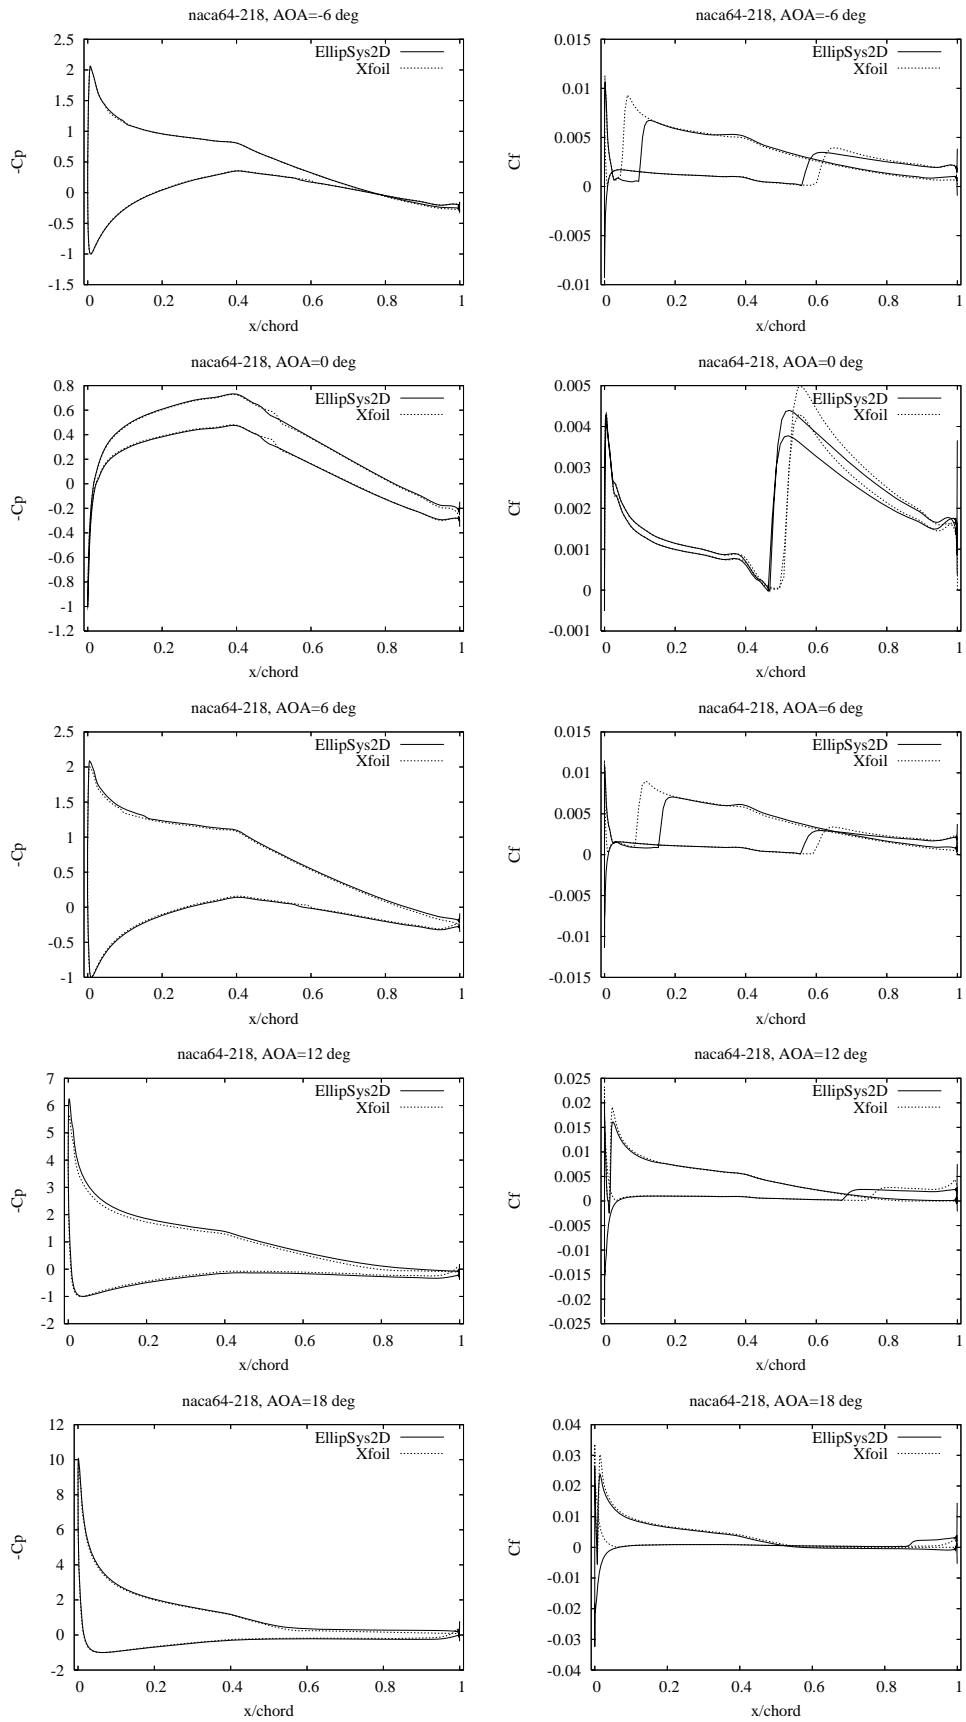 naca64-218, AOA=-6 deg
2.5
2
1.5
1
0.5
0
-0.5
-1
-1.5
-Cp
EllipSys2D
Xfoil
0 0.2 0.4 0.6 0.8 1
x/chord
naca64-218, AOA=-6 deg
0.015
0.01
0.005
0
-0.005
-0.01
Cf
EllipSys2D
Xfoil
0 0.2 0.4 0.6 0.8 1
x/chord
naca64-218, AOA=0 deg
0.8
0.6
0.4
0.2
0
-0.2
-0.4
-0.6
-0.8
-1
-1.2
-Cp
EllipSys2D
Xfoil
0 0.2 0.4 0.6 0.8 1
x/chord
naca64-218, AOA=0 deg
0.005
0.004
0.003
0.002
0.001
0
-0.001
Cf
EllipSys2D
Xfoil
0 0.2 0.4 0.6 0.8 1
x/chord
naca64-218, AOA=6 deg
2.5
2
1.5
1
0.5
0
-0.5
-1
-Cp
EllipSys2D
Xfoil
0 0.2 0.4 0.6 0.8 1
x/chord
naca64-218, AOA=6 deg
0.015
0.01
0.005
0
-0.005
-0.01
-0.015
Cf
EllipSys2D
Xfoil
0 0.2 0.4 0.6 0.8 1
x/chord
naca64-218, AOA=12 deg
7
6
5
4
3
2
1
0
-1
-2
-Cp
EllipSys2D
Xfoil
0 0.2 0.4 0.6 0.8 1
x/chord
naca64-218, AOA=12 deg
0.025
0.02
0.015
0.01
0.005
0
-0.005
-0.01
-0.015
-0.02
-0.025
Cf
EllipSys2D
Xfoil
0 0.2 0.4 0.6 0.8 1
x/chord
naca64-218, AOA=18 deg
12
10
8
6
4
2
0
-2
-Cp
EllipSys2D
Xfoil
0 0.2 0.4 0.6 0.8 1
x/chord
naca64-218, AOA=18 deg
0.04
0.03
0.02
0.01
0
-0.01
-0.02
-0.03
-0.04
Cf
EllipSys2D
Xfoil
0 0.2 0.4 0.6 0.8 1
x/chord